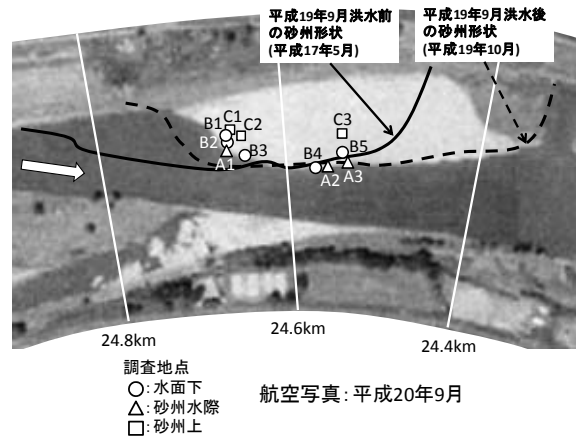 平成19年9月洪水前
の砂州形状
(平成17年5月)
平成19年9月洪水後
の砂州形状
(平成19年10月)
C1
B1
C2
C3
B2
B3
B4
B5
A1
A2
A3
24.8km
24.6km
24.4km
調査地点
○: 水面下
△: 砂州水際
□: 砂州上
航空写真: 平成20年9月